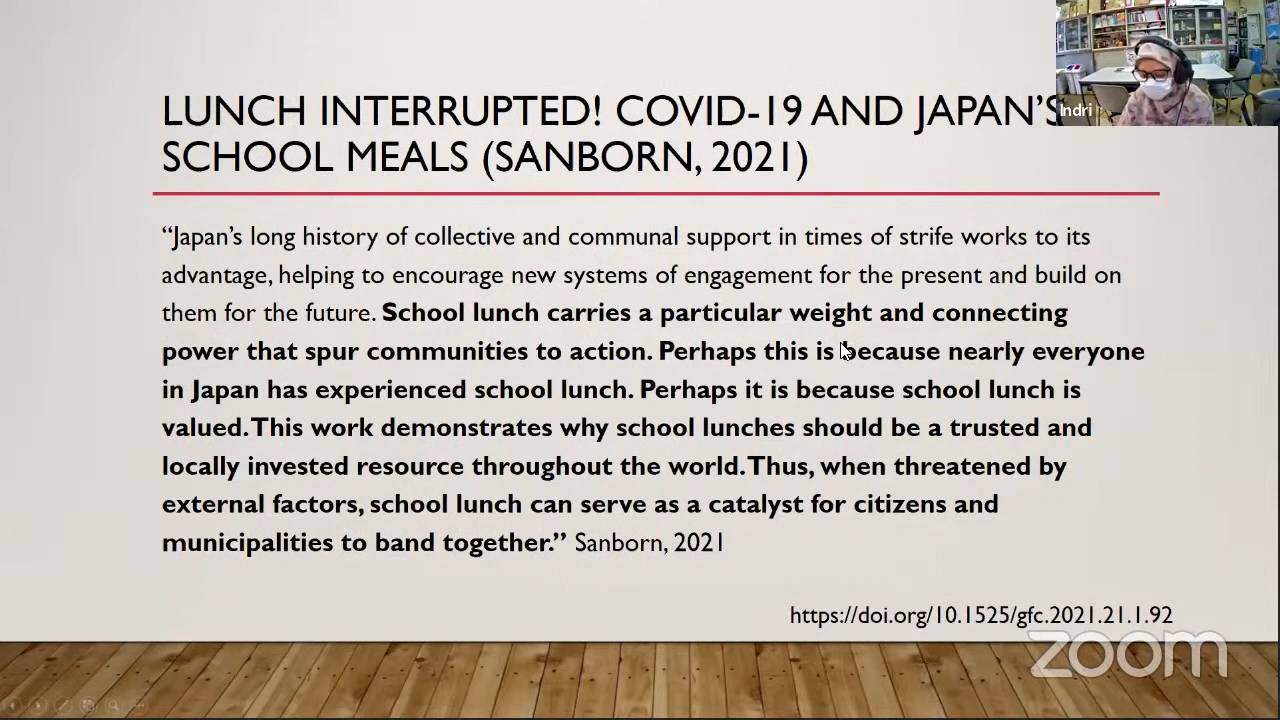 LUNCH INTERRUPTED! COVID-19 AND JAPAN'S
SCHOOL MEALS (SANBORN, 2021)
Indri
“Japan’s long history of collective and communal support in times of strife works to its
advantage, helping to encourage new systems of engagement for the present and build on
them for the future. School lunch carries a particular weight and connecting
power that spur communities to action. Perhaps this is because nearly everyone
in Japan has experienced school lunch. Perhaps it is because school lunch is
valued. This work demonstrates why school lunches should be a trusted and
locally invested resource throughout the world. Thus, when threatened by
external factors, school lunch can serve as a catalyst for citizens and
municipalities to band together.” Sanborn, 2021
https://doi.org/10.1525/gfc.2021.21.1.92
zoom